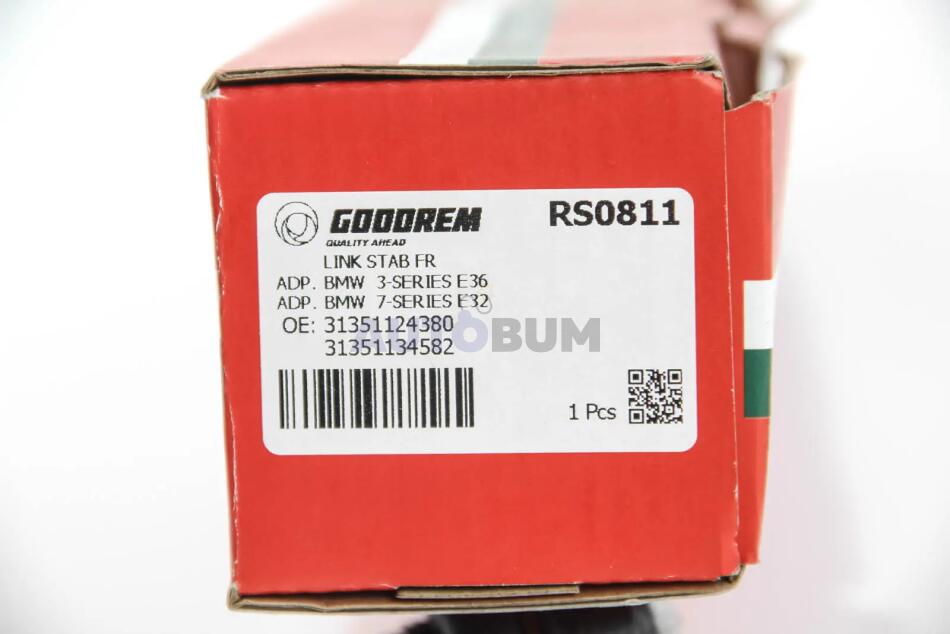 GOODREM
RS0811
QUALITY AHEAD
LINK STAB FR
ADP. BMW 3-SERIES E36
ADP. BMW 7-SERIES E32
OE: 31351124380
AUTOBUM
31351134582
1 Pcs